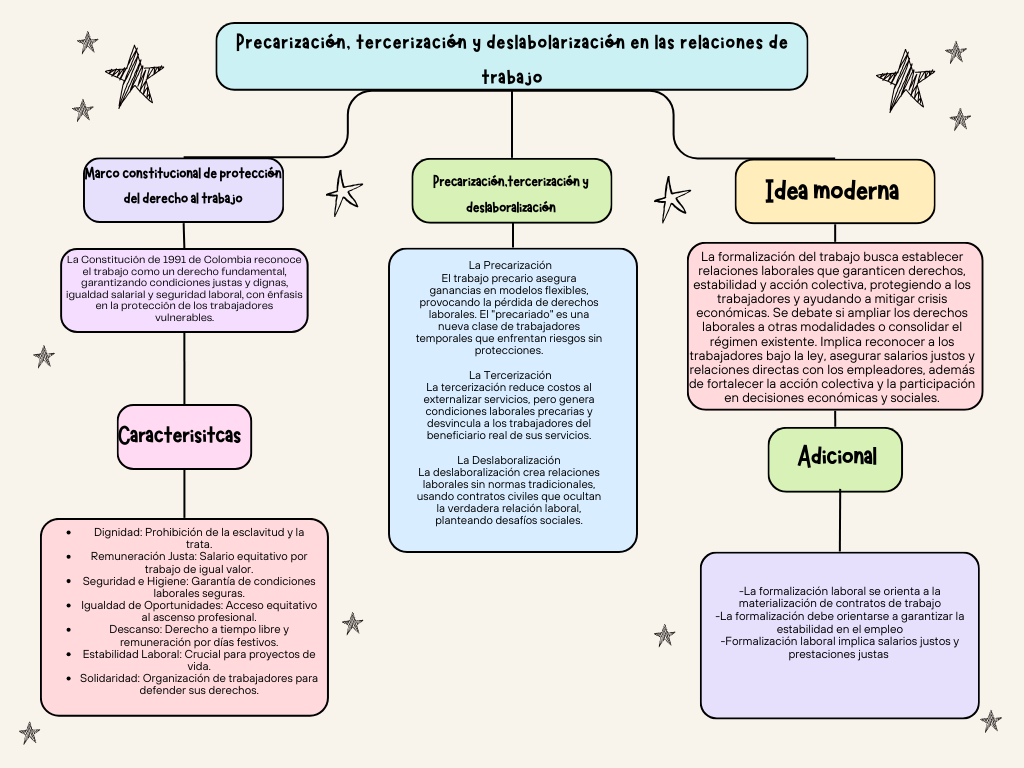 Precarización, tercerización y deslabolarización en las relaciones de
trabajo
Marco constitucional de protección
del derecho al trabajo
La Constitución de 1991 de Colombia reconoce
el trabajo como un derecho fundamental,
garantizando condiciones justas y dignas,
igualdad salarial y seguridad laboral, con énfasis
en la protección de los trabajadores
vulnerables.
Caracterisitcas
• Dignidad: Prohibición de la esclavitud y la
trata.
• Remuneración Justa: Salario equitativo por
trabajo de igual valor.
• Seguridad e Higiene: Garantía de condiciones
laborales seguras.
• Igualdad de Oportunidades: Acceso equitativo
al ascenso profesional.
• Descanso: Derecho a tiempo libre y
remuneración por días festivos.
• Estabilidad Laboral: Crucial para proyectos de
vida.
• Solidaridad: Organización de trabajadores para
defender sus derechos.
Precarización,tercerización y
deslaboralización
La Precarización
El trabajo precario asegura
ganancias en modelos flexibles,
provocando la pérdida de derechos
laborales. El "precariado" es una
nueva clase de trabajadores
temporales que enfrentan riesgos sin
protecciones.
La Tercerización
La tercerización reduce costos al
externalizar servicios, pero genera
condiciones laborales precarias y
desvincula a los trabajadores del
beneficiario real de sus servicios.
La Deslaboralización
La deslaboralización crea relaciones
laborales sin normas tradicionales,
usando contratos civiles que ocultan
la verdadera relación laboral,
planteando desafíos sociales.
Idea moderna
La formalización del trabajo busca establecer
relaciones laborales que garanticen derechos,
estabilidad y acción colectiva, protegiendo a los
trabajadores y ayudando a mitigar crisis
económicas. Se debate si ampliar los derechos
laborales a otras modalidades o consolidar el
régimen existente. Implica reconocer a los
trabajadores bajo la ley, asegurar salarios justos y
relaciones directas con los empleadores, además
de fortalecer la acción colectiva y la participación
en decisiones económicas y sociales.
Adicional
-La formalización laboral se orienta a la
materialización de contratos de trabajo
-La formalización debe orientarse a garantizar la
estabilidad en el empleo
-Formalización laboral implica salarios justos y
prestaciones justas